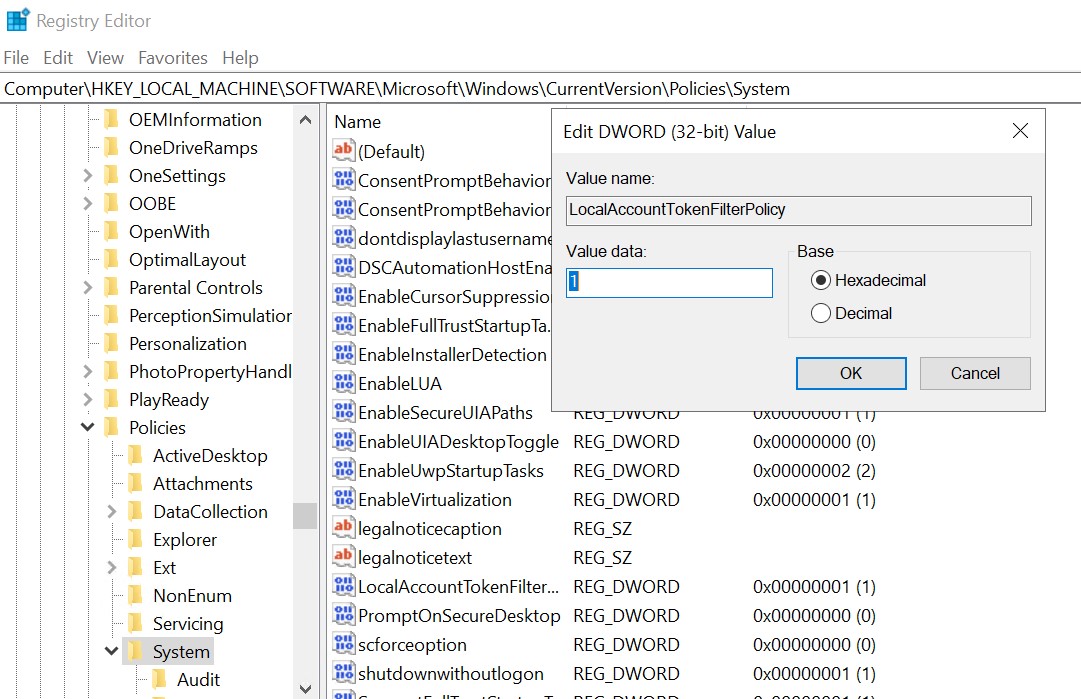 Registry Editor
File Edit View Favorites Help
Computer\HKEY_LOCAL_MACHINE\SOFTWARE\Microsoft\Windows\CurrentVersion\Policies\System
OEMInformation
OneDriveRamps
OneSettings
OOBE
OpenWith
OptimalLayout
Parental Controls
PerceptionSimulation
Personalization
PhotoPropertyHandl
PlayReady
Policies
ActiveDesktop
Attachments
DataCollection
Explorer
Ext
NonEnum
Servicing
System
Audit
Name
ab (Default)
ConsentPromptBehavior
ConsentPromptBehavior
dontdisplaylastusername
DSCAutomationHostEna
EnableCursorSuppressio
EnableFullTrustStartupTa.
EnableInstallerDetection
EnableLUA
EnableSecureUIAPaths REG_DWORD 0x00000001 (1)
EnableUIADesktopToggle REG_DWORD 0x00000000 (0)
EnableUwpStartupTasks REG_DWORD 0x00000002 (2)
EnableVirtualization REG_DWORD 0x00000001 (1)
ab legalnoticecaption REG_SZ
ab legalnoticetext REG_SZ
LocalAccountTokenFilter... REG_DWORD 0x00000001 (1)
PromptOnSecureDesktop REG_DWORD 0x00000000 (0)
scforceoption REG_DWORD 0x00000000 (0)
shutdownwithoutlogon REG_DWORD 0x00000001 (1)
Edit DWORD (32-bit) Value
Value name:
LocalAccountTokenFilterPolicy
Value data:
1
Base
Hexadecimal
Decimal
OK Cancel